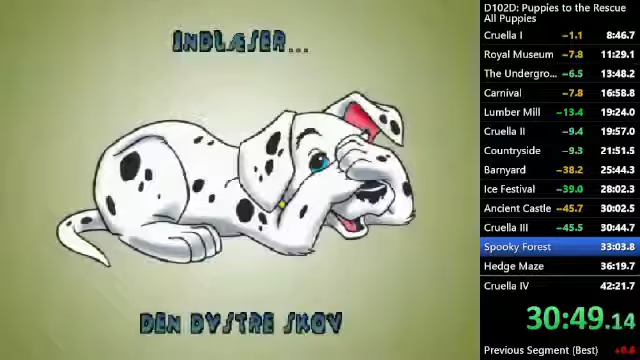 INDLÆSER...
DEN DYSTRE SKOV
D102D: Puppies to the Rescue
All Puppies
Cruella I −1.1 8:46.7
Royal Museum −7.8 11:29.1
The Undergro... −6.5 13:48.2
Carnival −7.8 16:58.8
Lumber Mill −13.4 19:24.0
Cruella II −9.4 19:57.0
Countryside −9.3 21:51.5
Barnyard −38.2 25:44.3
Ice Festival −39.0 28:02.3
Ancient Castle −45.7 30:02.5
Cruella III −45.5 30:44.7
Spooky Forest 33:03.8
Hedge Maze 36:19.7
Cruella IV 42:21.7
30:49.14
Previous Segment (Best) +0.6